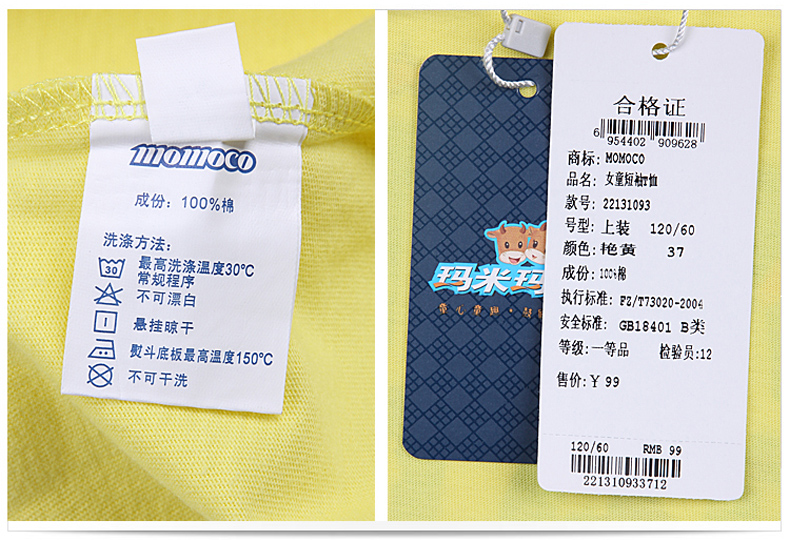 momoco
成份：100%棉
洗涤方法：
30
最高洗涤温度30℃
常规程序
不可漂白
悬挂晾干
熨斗底板最高温度150℃
不可干洗
玛米玛
合格证
6 954402 909628
商标：MOMOCO
品名：女童短袖T恤
款号：22131093
号型：上装 120/60
颜色：艳黄 37
成份：100%棉
执行标准：FZ/T73020-2004
安全标准：GB18401 B类
等级：一等品 检验员：12
售价：￥99
120/60 RMB 99
221310933712